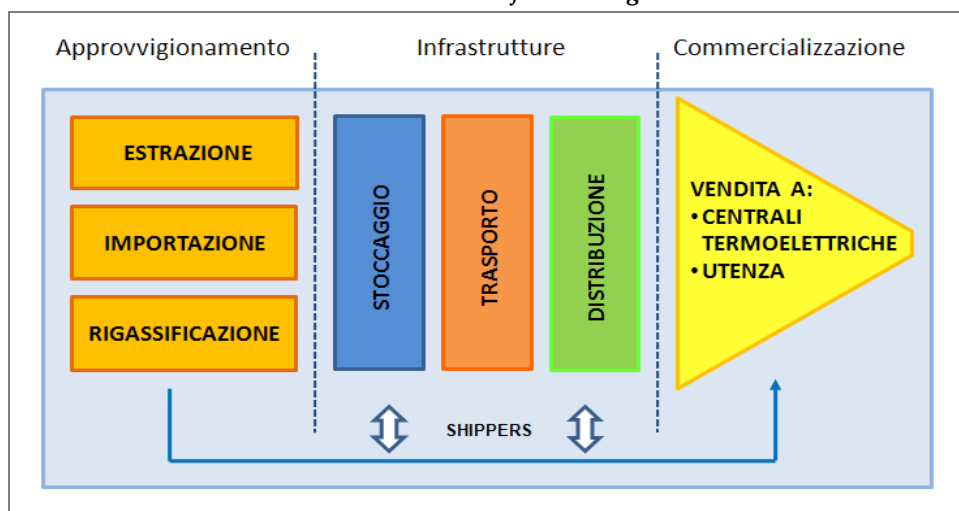 Approvvigionamento
Infrastrutture
Commercializzazione
ESTRAZIONE
IMPORTAZIONE
RIGASSIFICAZIONE
STOCCAGGIO
TRASPORTO
DISTRIBUZIONE
VENDITA A:
• CENTRALI
TERMOELETTRICHE
• UTENZA
SHIPPERS